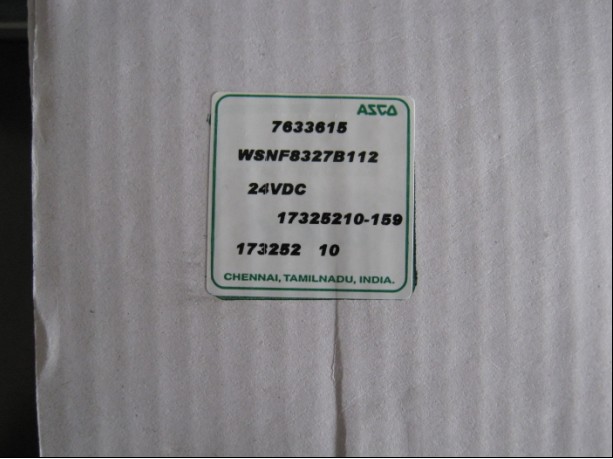 ASCO
7633615
WSNF8327B112
24VDC
17325210-159
173252 10
CHENNAI, TAMILNADU, INDIA.